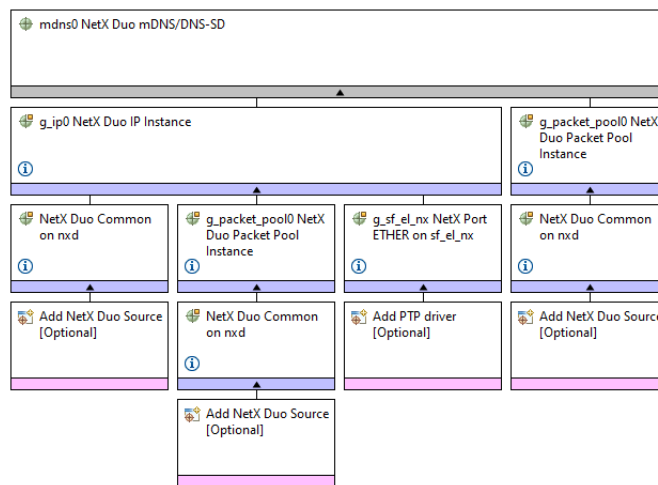 mdns0 NetX Duo mDNS/DNS-SD
g_ip0 NetX Duo IP Instance
g_packet_pool0 NetX
Duo Packet Pool
Instance
NetX Duo Common
on nxd
g_packet_pool0 NetX
Duo Packet Pool
Instance
g_sf_el_nx NetX Port
ETHER on sf_el_nx
NetX Duo Common
on nxd
Add NetX Duo Source
[Optional]
NetX Duo Common
on nxd
Add PTP driver
[Optional]
Add NetX Duo Source
[Optional]
Add NetX Duo Source
[Optional]